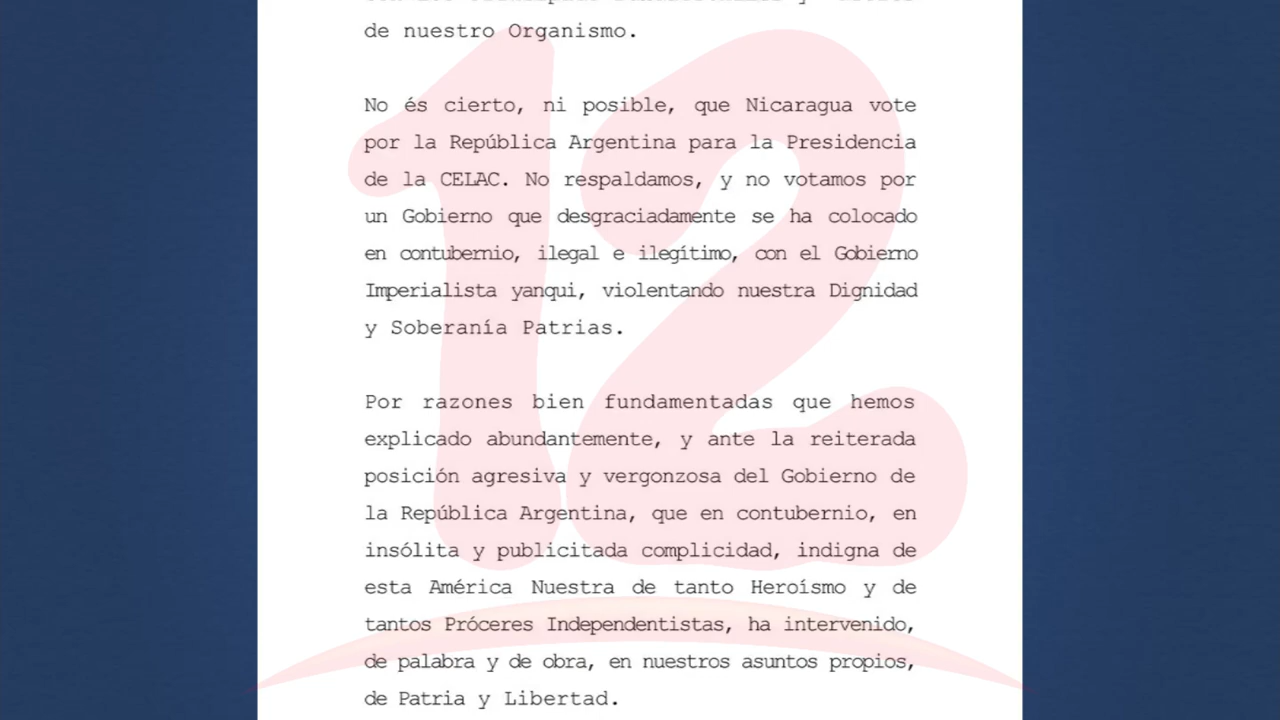 de nuestro Organismo.
No és cierto, ni posible, que Nicaragua vote
por la República Argentina para la Presidencia
de la CELAC. No respaldamos, y no votamos por
un Gobierno que desgraciadamente se ha colocado
en contubernio, ilegal e ilegítimo, con el Gobierno
Imperialista yanqui, violentando nuestra Dignidad
y Soberanía Patrias.
Por razones bien fundamentadas que hemos
explicado abundantemente, y ante la reiterada
posición agresiva y vergonzosa del Gobierno de
la República Argentina, que en contubernio, en
insólita y publicitada complicidad, indigna de
esta América Nuestra de tanto Heroísmo y de
tantos Próceres Independentistas, ha intervenido,
de palabra y de obra, en nuestros asuntos propios,
de Patria y Libertad.
12